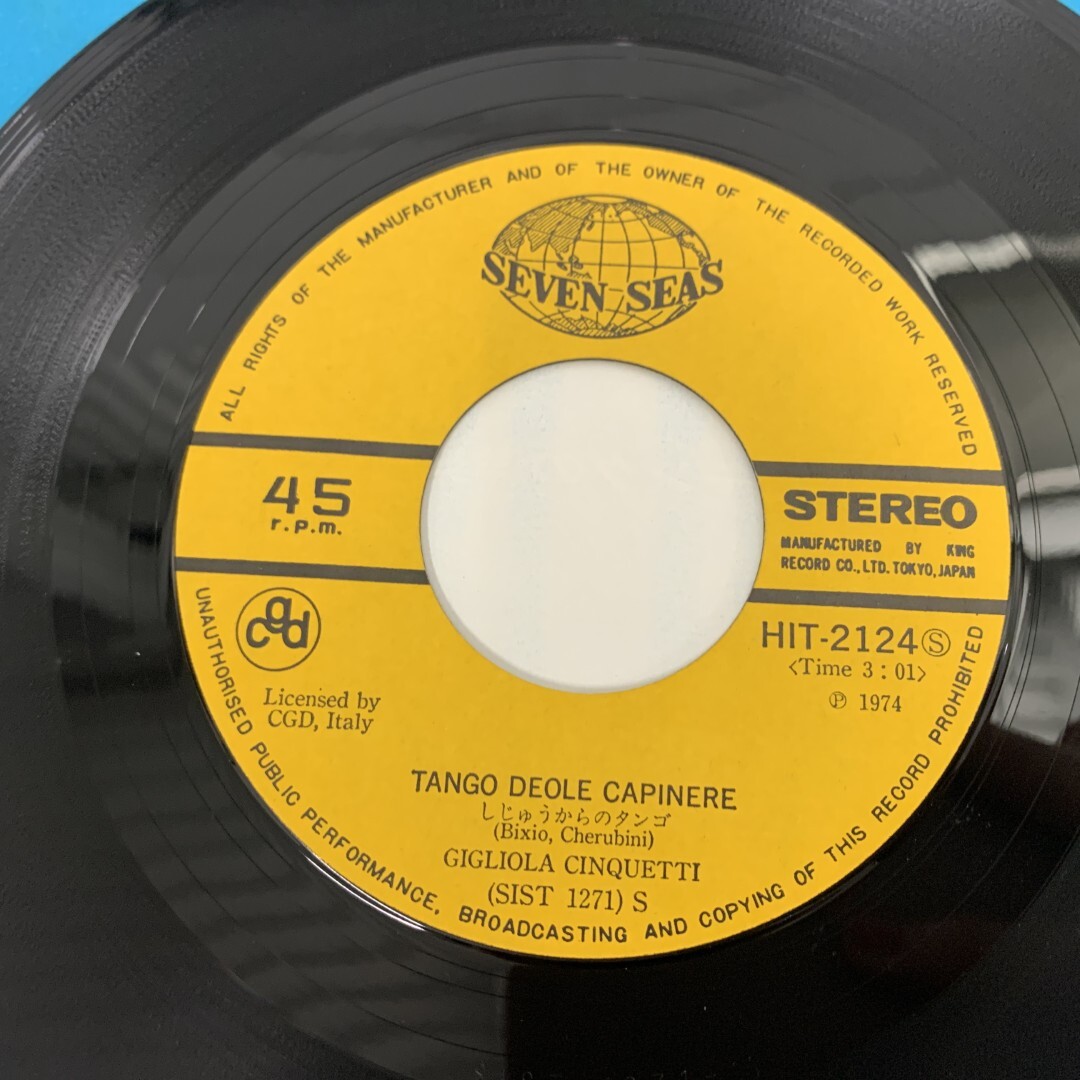 ALL RIGHTS OF THE MANUFACTURER AND OF THE OWNER OF THE RECORDED WORK RESERVED
SEVEN SEAS
45
r.p.m.
STEREO
MANUFACTURED BY KING
RECORD CO., LTD. TOKYO, JAPAN
cgd
Licensed by
CGD, Italy
HIT-2124 Ⓢ
<Time 3 : 01>
Ⓟ 1974
TANGO DEOLE CAPINERE
しじゅうからのタンゴ
(Bixio, Cherubini)
GIGLIOLA CINQUETTI
(SIST 1271) S
UNAUTHORISED PUBLIC PERFORMANCE, BROADCASTING AND COPYING OF THIS RECORD PROHIBITED